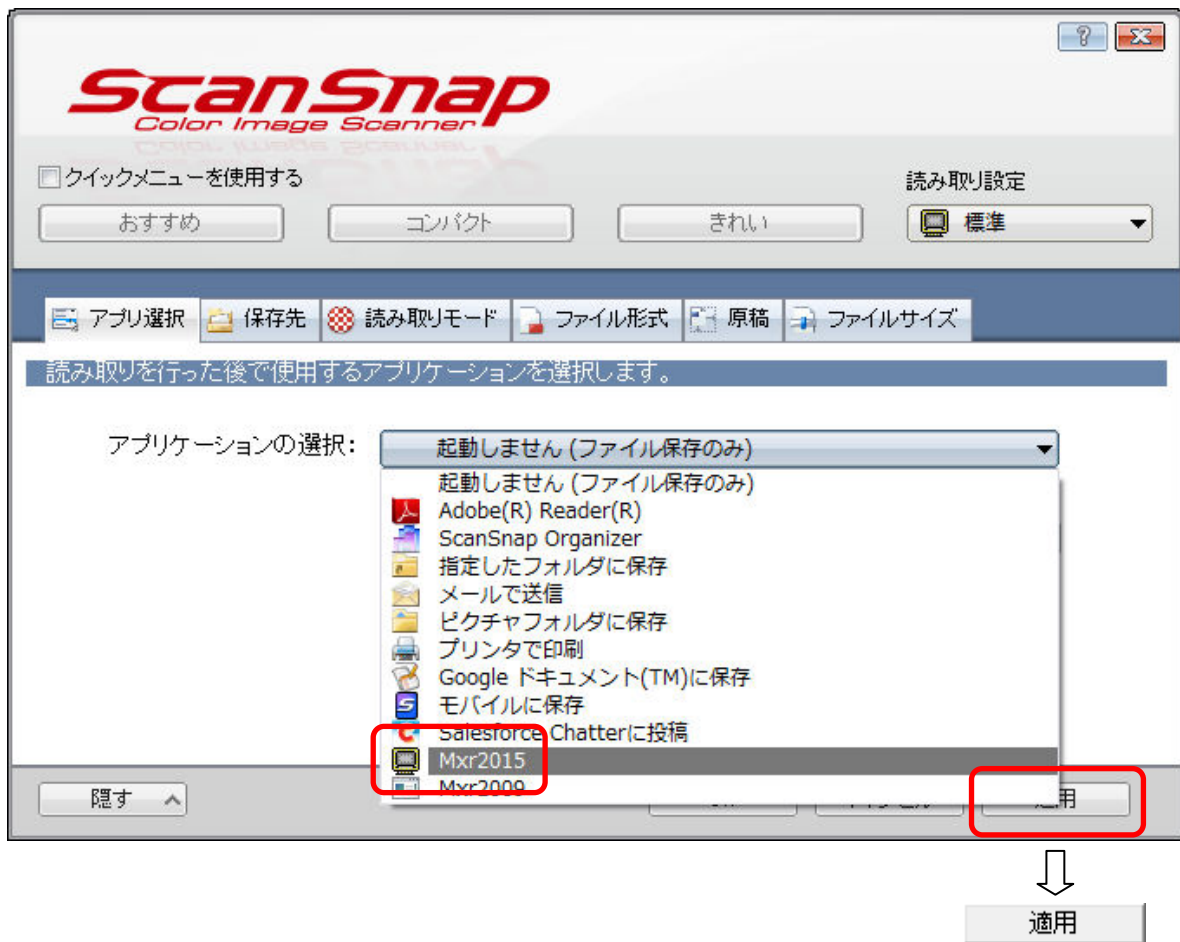 ScanSnap
Color Image Scanner
クイックメニューを使用する
読み取り設定
おすすめ
コンパクト
きれい
標準
アプリ選択
保存先
読み取りモード
ファイル形式
原稿
ファイルサイズ
読み取りを行った後で使用するアプリケーションを選択します。
アプリケーションの選択:
起動しません (ファイル保存のみ)
起動しません (ファイル保存のみ)
Adobe(R) Reader(R)
ScanSnap Organizer
指定したフォルダに保存
メールで送信
ピクチャフォルダに保存
プリンタで印刷
Google ドキュメント(TM)に保存
モバイルに保存
Salesforce Chatterに投稿
Mxr2015
Mxr2009
隠す
適用
適用